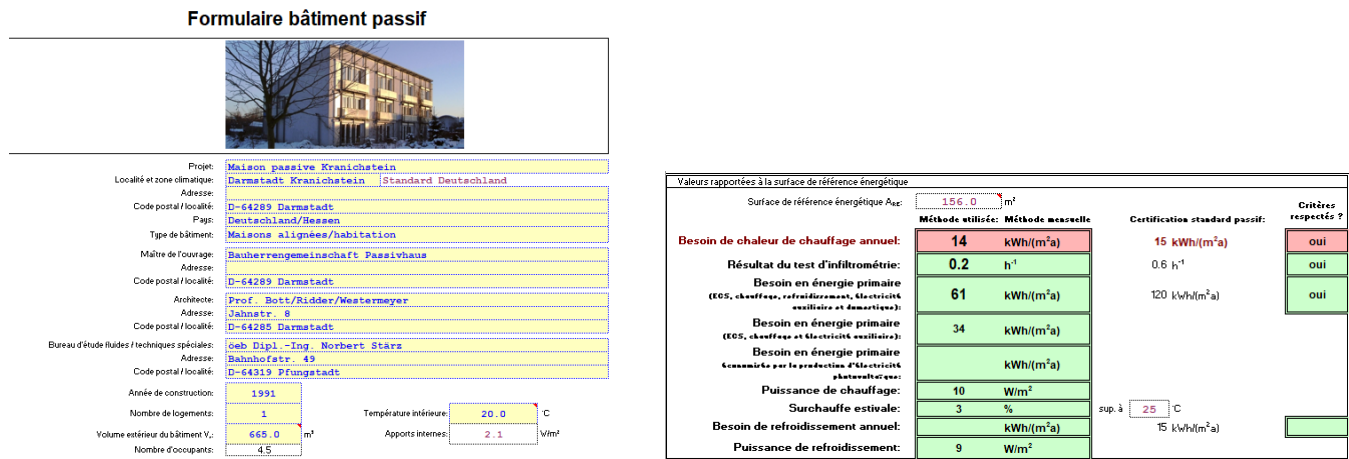 Formulaire bâtiment passif
Projet: Maison passive Kranichstein
Localité et zone climatique: Darmstadt Kranichstein Standard Deutschland
Adresse:
Code postal / localité: D-64289 Darmstadt
Pays: Deutschland/Hessen
Type de bâtiment: Maisons alignées/habitation
Maître de l'ouvrage: Bauherrengemeinschaft Passivhaus
Adresse:
Code postal / localité: D-64289 Darmstadt
Architecte: Prof. Bott/Ridder/Westermeyer
Adresse: Jahnstr. 8
Code postal / localité: D-64285 Darmstadt
Bureau d'étude fluides / techniques spéciales: öeb Dipl.-Ing. Norbert Stärz
Adresse: Bahnhofstr. 49
Code postal / localité: D-64319 Pfungstadt
Année de construction: 1991
Nombre de logements: 1 Température intérieure: 20.0 °C
Volume extérieur du bâtiment Vₑ: 665.0 m³ Apports internes: 2.1 W/m²
Nombre d'occupants: 4.5
Valeurs rapportées à la surface de référence énergétique
Surface de référence énergétique A_RE: 156.0 m²
Méthode utilisée: Méthode mensuelle Certification standard passif: Critères respectés ?
Besoin de chaleur de chauffage annuel: 14 kWh/(m²a) 15 kWh/(m²a) oui
Résultat du test d'infiltrométrie: 0.2 h⁻¹ 0.6 h⁻¹ oui
Besoin en énergie primaire
(ECS, chauffage, refroidissement, électricité
auxiliaire et domestique): 61 kWh/(m²a) 120 kWh/(m²a) oui
Besoin en énergie primaire
(ECS, chauffage et électricité auxiliaire): 34 kWh/(m²a)
Besoin en énergie primaire
économisée par la production d'électricité
photovoltaïque: kWh/(m²a)
Puissance de chauffage: 10 W/m²
Surchauffe estivale: 3 % sup. à 25 °C
Besoin de refroidissement annuel: kWh/(m²a) 15 kWh/(m²a)
Puissance de refroidissement: 9 W/m²